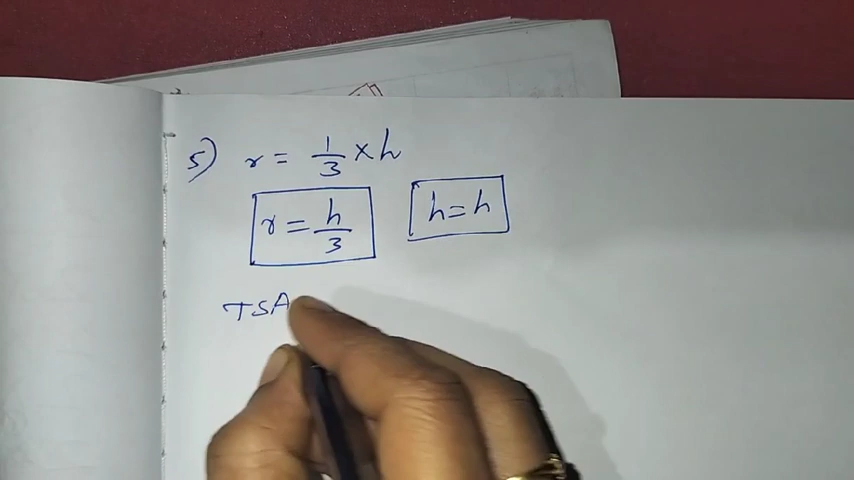 5) r = 1/3 × h
r = h/3 h = h
TSA